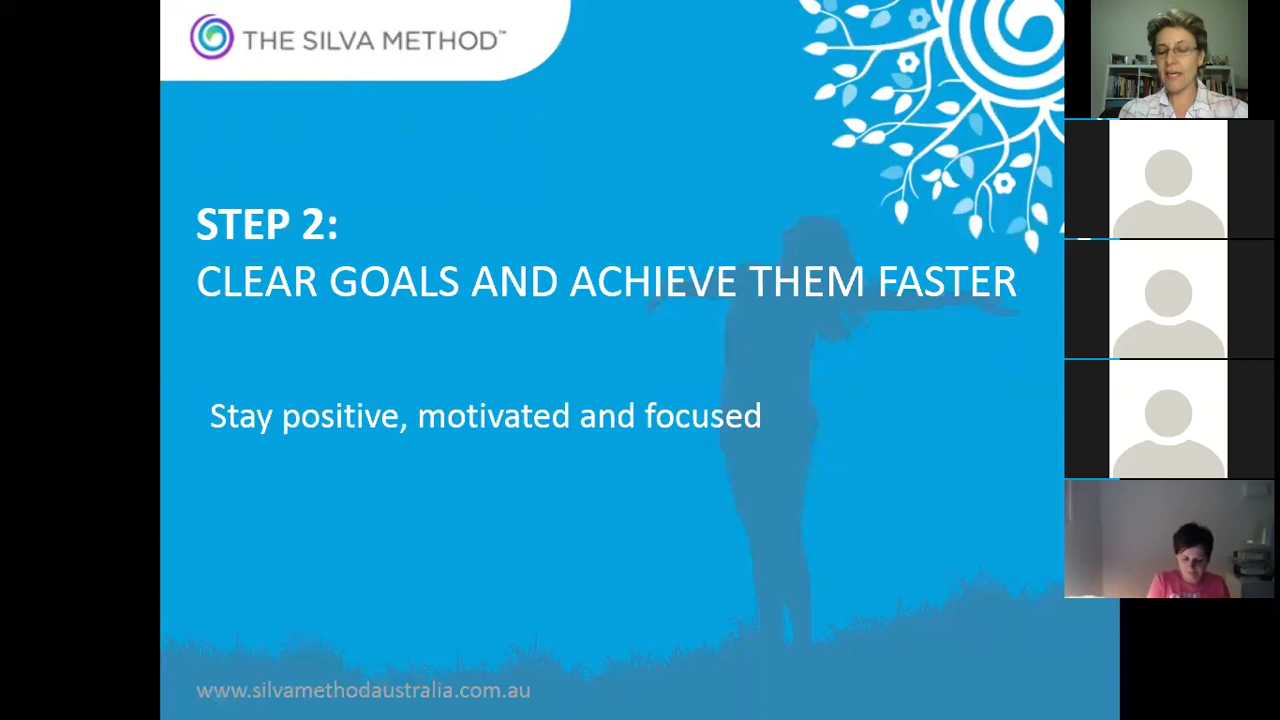 THE SILVA METHOD™
STEP 2:
CLEAR GOALS AND ACHIEVE THEM FASTER
Stay positive, motivated and focused
www.silvamethodaustralia.com.au